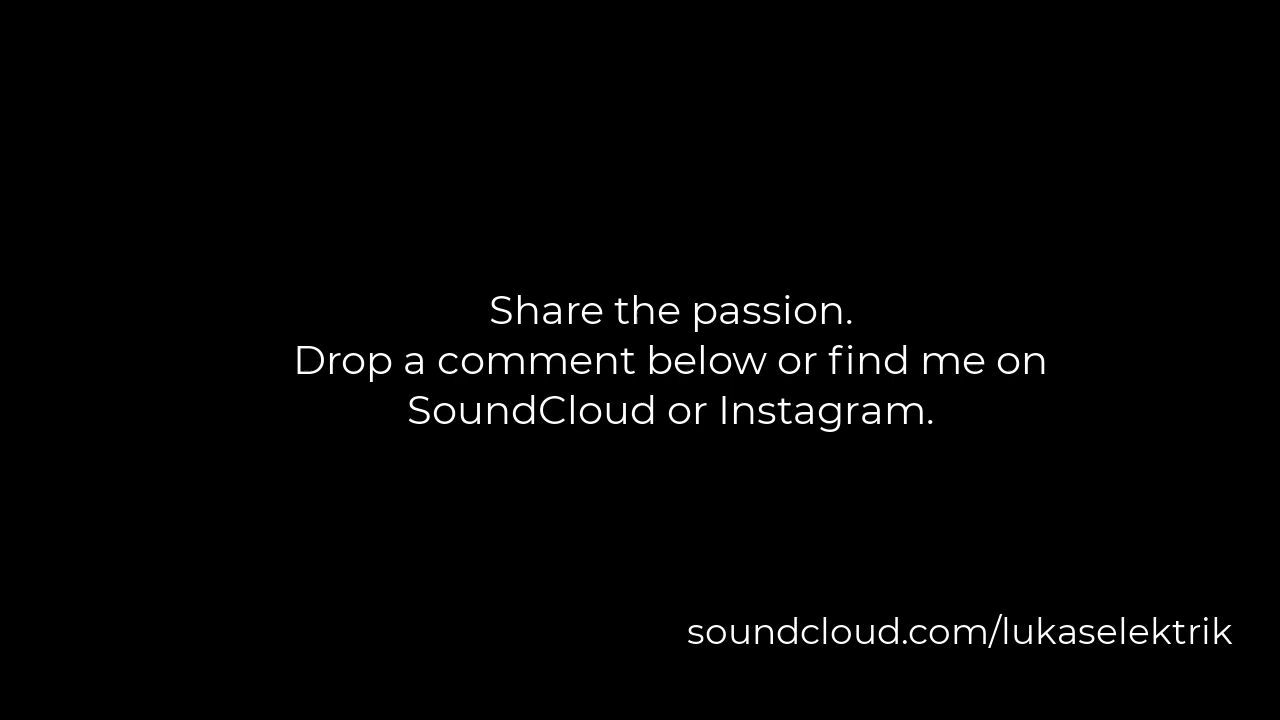 Share the passion.
Drop a comment below or find me on
SoundCloud or Instagram.
soundcloud.com/lukaselektrik